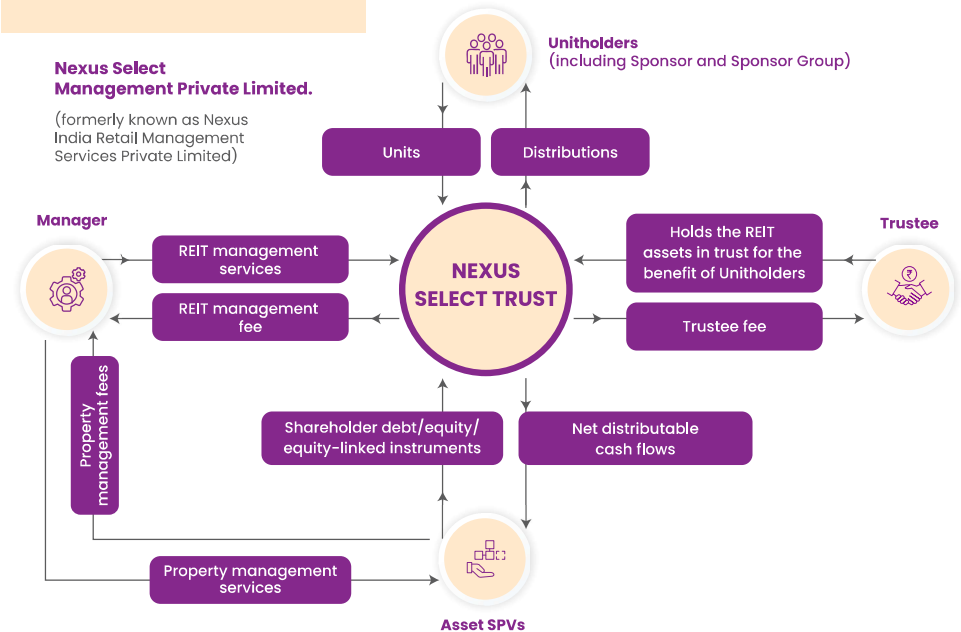 Nexus Select
Management Private Limited.
(formerly known as Nexus
India Retail Management
Services Private Limited)
Unitholders
(including Sponsor and Sponsor Group)
Units
Distributions
Manager
REIT management
services
REIT management
fee
NEXUS
SELECT TRUST
Holds the REIT
assets in trust for the
benefit of Unitholders
Trustee
₹
Trustee fee
Property
management fees
Shareholder debt/equity/
equity-linked instruments
Net distributable
cash flows
Property management
services
Asset SPVs